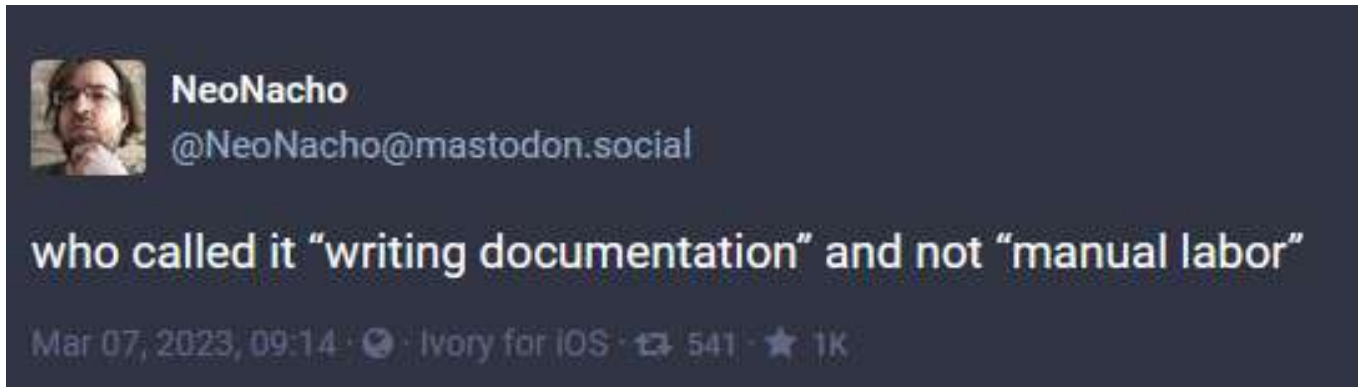 NeoNacho
@NeoNacho@mastodon.social
who called it “writing documentation” and not “manual labor”
Mar 07, 2023, 09:14 · Ivory for iOS · 541 · 1K